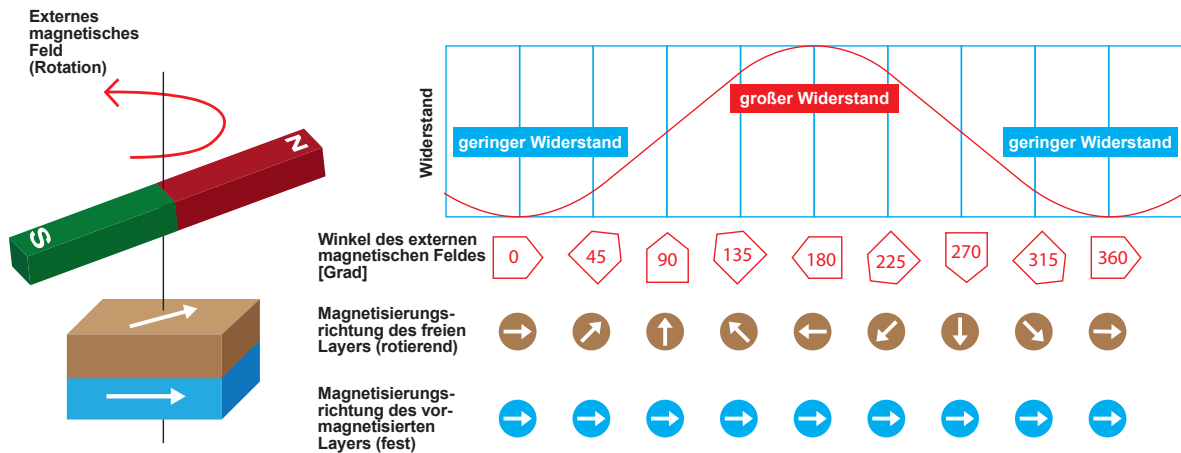 Externes
magnetisches
Feld
(Rotation)
N
S
Widerstand
geringer Widerstand
großer Widerstand
geringer Widerstand
Winkel des externen
magnetischen Feldes
[Grad]
0 45 90 135 180 225 270 315 360
Magnetisierungs-
richtung des freien
Layers (rotierend)
Magnetisierungs-
richtung des vor-
magnetisierten
Layers (fest)